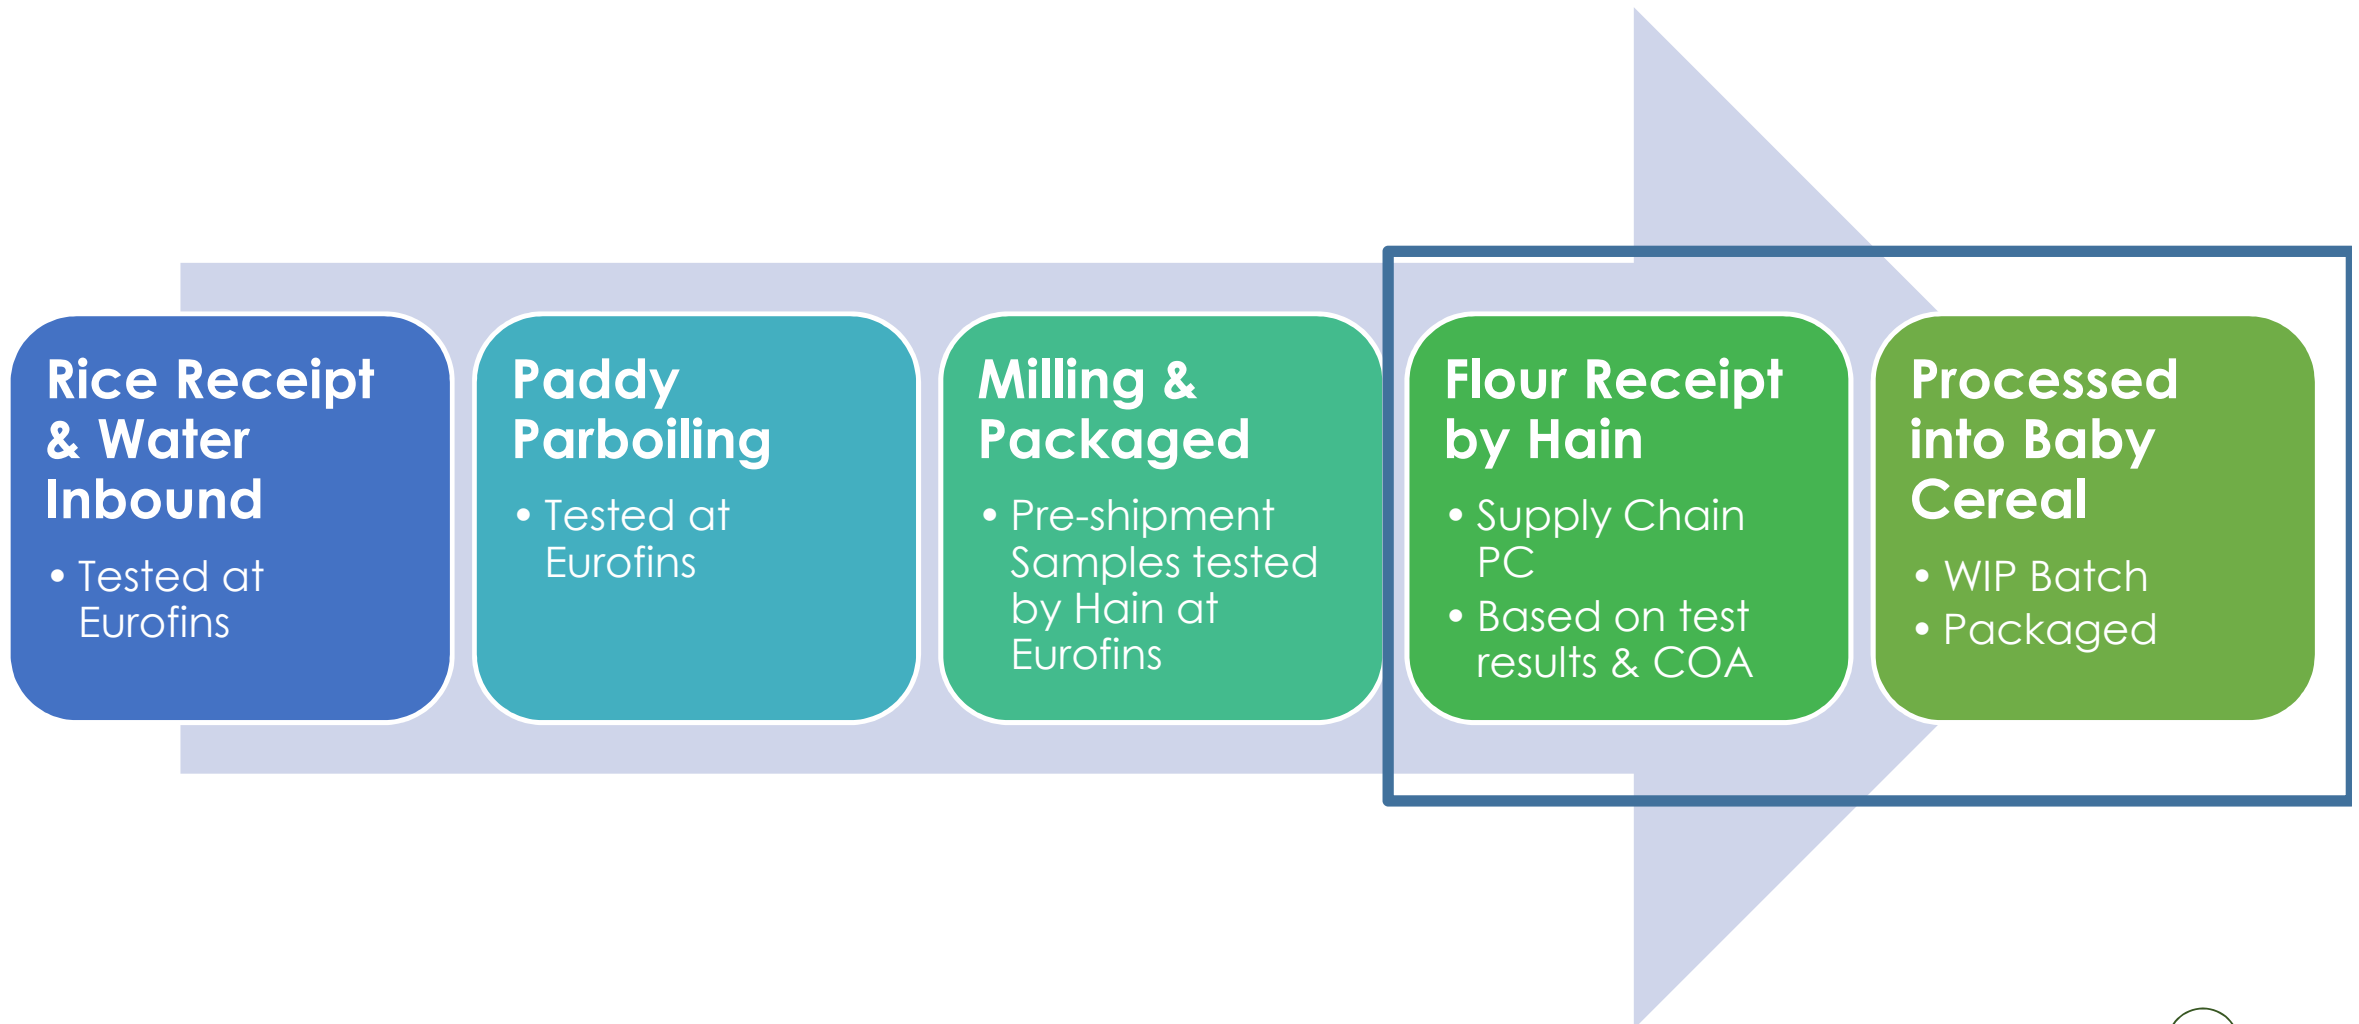 Rice Receipt
& Water
Inbound
• Tested at
Eurofins
Paddy
Parboiling
• Tested at
Eurofins
Milling &
Packaged
• Pre-shipment
Samples tested
by Hain at
Eurofins
Flour Receipt
by Hain
• Supply Chain
PC
• Based on test
results & COA
Processed
into Baby
Cereal
• WIP Batch
• Packaged